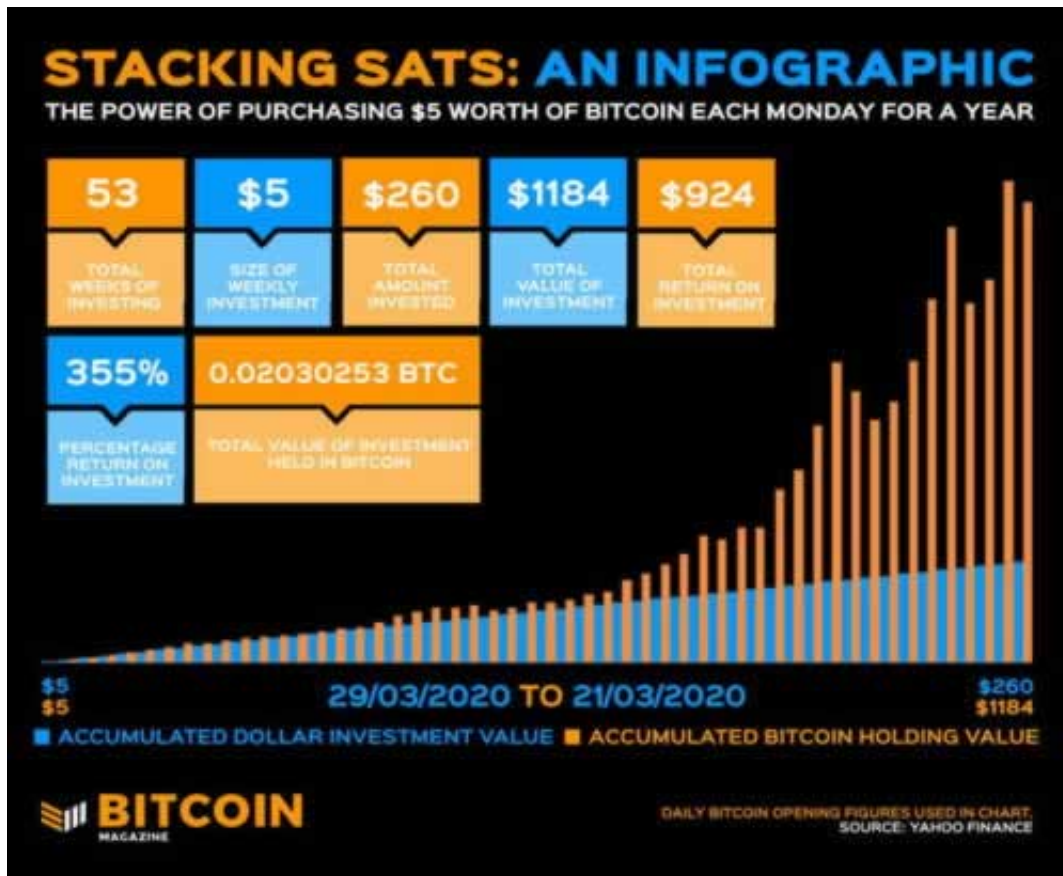 STACKING SATS: AN INFOGRAPHIC
THE POWER OF PURCHASING $5 WORTH OF BITCOIN EACH MONDAY FOR A YEAR
53
TOTAL
WEEKS OF
INVESTING
$5
SIZE OF
WEEKLY
INVESTMENT
$260
TOTAL
AMOUNT
INVESTED
$1184
TOTAL
VALUE OF
INVESTMENT
$924
TOTAL
RETURN ON
INVESTMENT
355%
PERCENTAGE
RETURN ON
INVESTMENT
0.02030253 BTC
TOTAL VALUE OF INVESTMENT
HELD IN BITCOIN
$5
$5
29/03/2020 TO 21/03/2020
$260
$1184
ACCUMULATED DOLLAR INVESTMENT VALUE
ACCUMULATED BITCOIN HOLDING VALUE
BITCOIN
MAGAZINE
DAILY BITCOIN OPENING FIGURES USED IN CHART.
SOURCE: YAHOO FINANCE